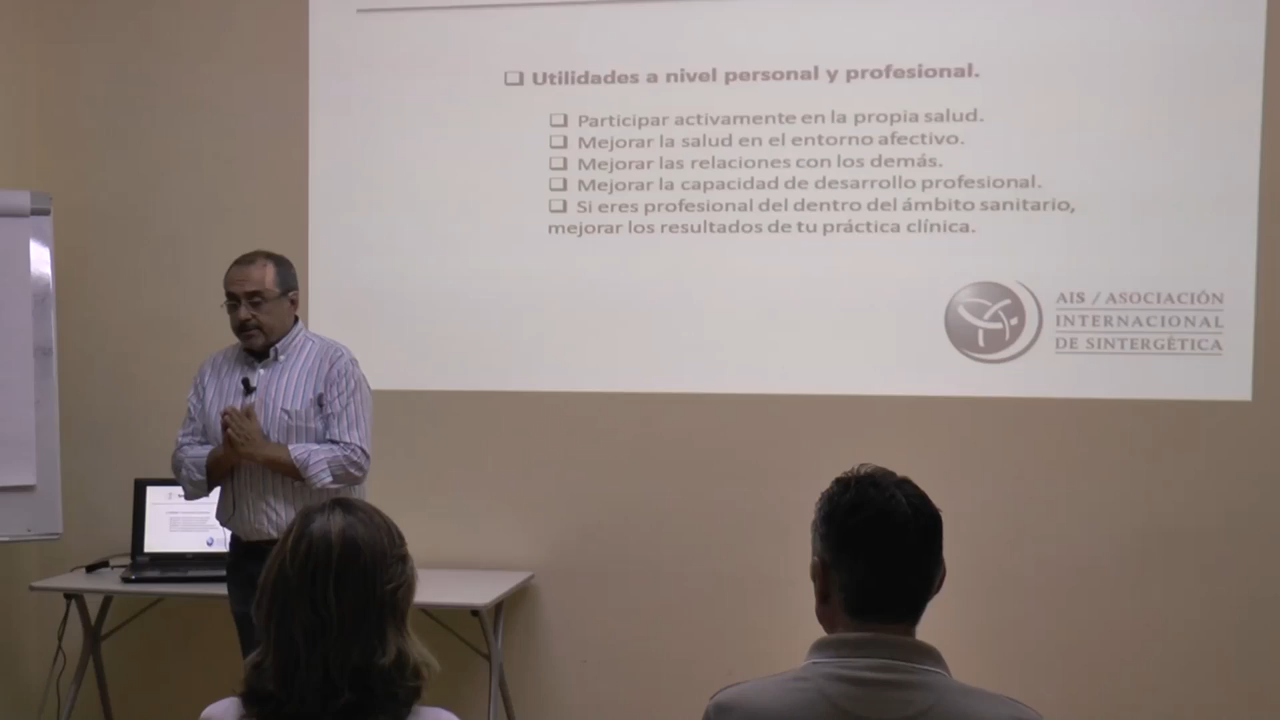 Utilidades a nivel personal y profesional.
Participar activamente en la propia salud.
Mejorar la salud en el entorno afectivo.
Mejorar las relaciones con los demás.
Mejorar la capacidad de desarrollo profesional.
Si eres profesional del dentro del ámbito sanitario,
mejorar los resultados de tu práctica clínica.
AIS / ASOCIACIÓN
INTERNACIONAL
DE SINTERGÉTICA